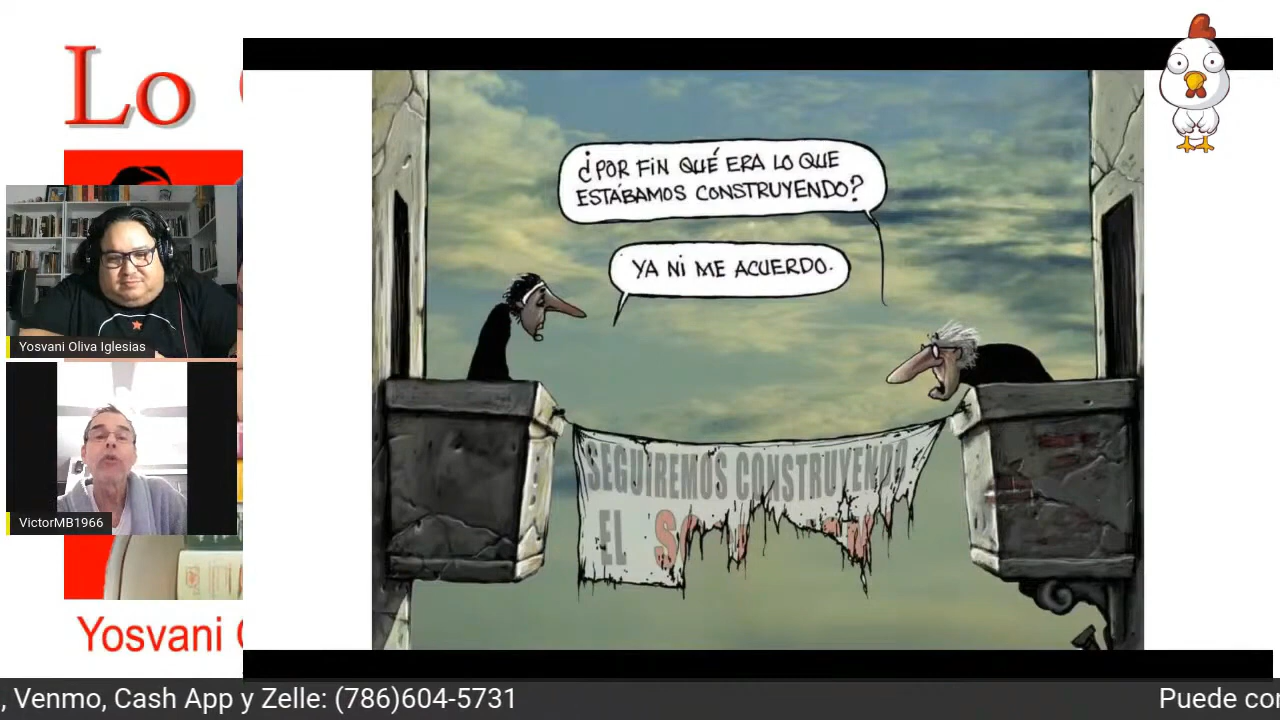 Lo
¿POR FIN QUÉ ERA LO QUE
ESTÁBAMOS CONSTRUYENDO?
YA NI ME ACUERDO.
Yosvani Oliva Iglesias
SEGUIREMOS CONSTRUYENDO
EL
VictorMB1966
Yosvani
, Venmo, Cash App y Zelle: (786)604-5731
Puede con